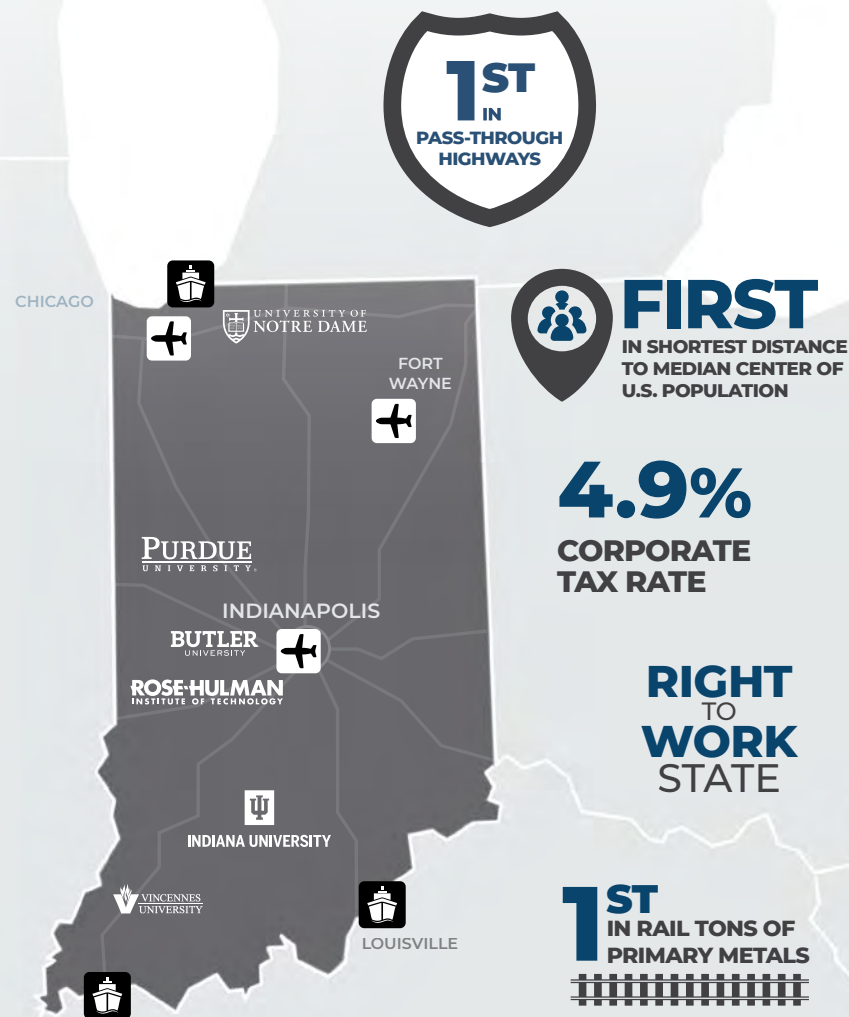 1ST
IN
PASS-THROUGH
HIGHWAYS
CHICAGO
UNIVERSITY OF
NOTRE DAME
FORT
WAYNE
FIRST
IN SHORTEST DISTANCE
TO MEDIAN CENTER OF
U.S. POPULATION
4.9%
CORPORATE
TAX RATE
PURDUE
UNIVERSITY.
INDIANAPOLIS
BUTLER
UNIVERSITY
ROSE-HULMAN
INSTITUTE OF TECHNOLOGY
RIGHT
TO
WORK
STATE
INDIANA UNIVERSITY
VINCENNES
UNIVERSITY
LOUISVILLE
1ST
IN RAIL TONS OF
PRIMARY METALS